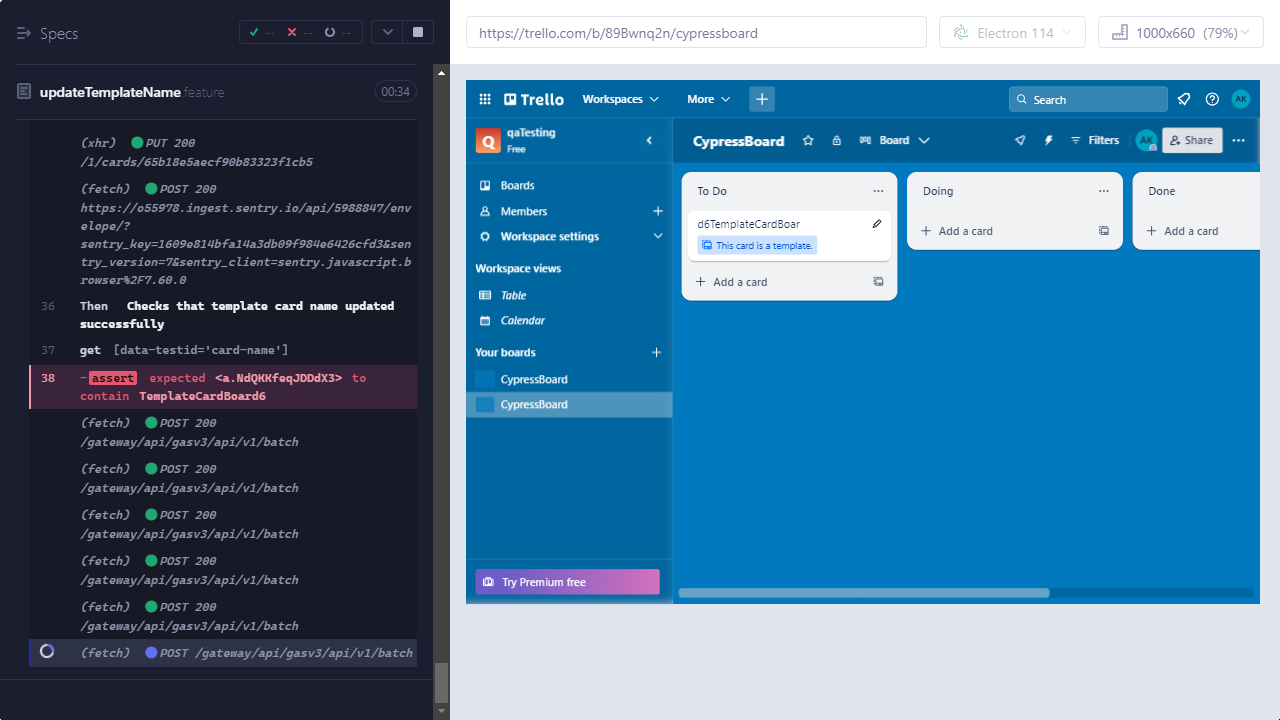 Specs
-- -- --
https://trello.com/b/89Bwnq2n/cypressboard
Electron 114
1000x660 (79%)
updateTemplateName.feature
00:34
(xhr) PUT 200
/1/cards/65b18e5aecf90b83323f1cb5
(fetch) POST 200
https://o55978.ingest.sentry.io/api/5988847/env
elope/?
sentry_key=1609e814bfa14a3db09f984e6426cfd3&sen
try_version=7&sentry_client=sentry.javascript.b
rowser%2F7.60.0
36 Then Checks that template card name updated
successfully
37 get [data-testid='card-name']
38 -assert expected <a.NdQKKfeqJDDdX3> to
contain TemplateCardBoard6
(fetch) POST 200
/gateway/api/gasv3/api/v1/batch
(fetch) POST 200
/gateway/api/gasv3/api/v1/batch
(fetch) POST 200
/gateway/api/gasv3/api/v1/batch
(fetch) POST 200
/gateway/api/gasv3/api/v1/batch
(fetch) POST 200
/gateway/api/gasv3/api/v1/batch
(fetch) POST /gateway/api/gasv3/api/v1/batch
Trello
Workspaces
More
Search
AK
Q
qaTesting
Free
CypressBoard
Board
Filters
AK
Share
Boards
Members
Workspace settings
Workspace views
Table
Calendar
Your boards
CypressBoard
CypressBoard
Try Premium free
To Do
d6TemplateCardBoar
This card is a template.
Add a card
Doing
Add a card
Done
Add a card